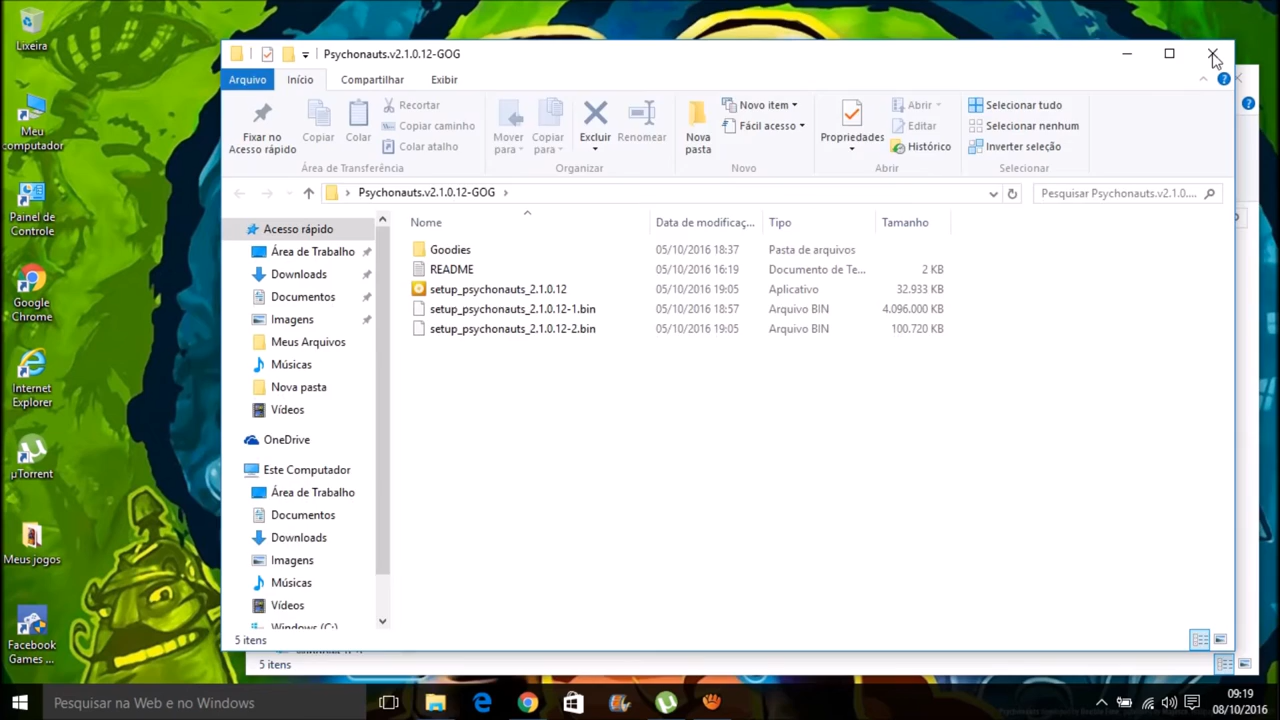 Lixeira
Meu
computador
Painel de
Controle
Google
Chrome
Internet
Explorer
µTorrent
Meus jogos
Facebook
Games ...
Psychonauts.v2.1.0.12-GOG
Arquivo Início Compartilhar Exibir
Fixar no
Acesso rápido
Copiar
Colar
Recortar
Copiar caminho
Colar atalho
Área de Transferência
Mover
para
Copiar
para
Excluir
Renomear
Organizar
Nova
pasta
Novo item
Fácil acesso
Novo
Propriedades
Abrir
Editar
Histórico
Abrir
Selecionar tudo
Selecionar nenhum
Inverter seleção
Selecionar
Psychonauts.v2.1.0.12-GOG
Pesquisar Psychonauts.v2.1.0....
Acesso rápido
Área de Trabalho
Downloads
Documentos
Imagens
Meus Arquivos
Músicas
Nova pasta
Vídeos
OneDrive
Este Computador
Área de Trabalho
Documentos
Downloads
Imagens
Músicas
Vídeos
Windows (C:)
Nome Data de modificaç... Tipo Tamanho
Goodies 05/10/2016 18:37 Pasta de arquivos
README 05/10/2016 16:19 Documento de Te... 2 KB
setup_psychonauts_2.1.0.12 05/10/2016 19:05 Aplicativo 32.933 KB
setup_psychonauts_2.1.0.12-1.bin 05/10/2016 18:57 Arquivo BIN 4.096.000 KB
setup_psychonauts_2.1.0.12-2.bin 05/10/2016 19:05 Arquivo BIN 100.720 KB
5 itens
5 itens
Pesquisar na Web e no Windows
09:19
08/10/2016